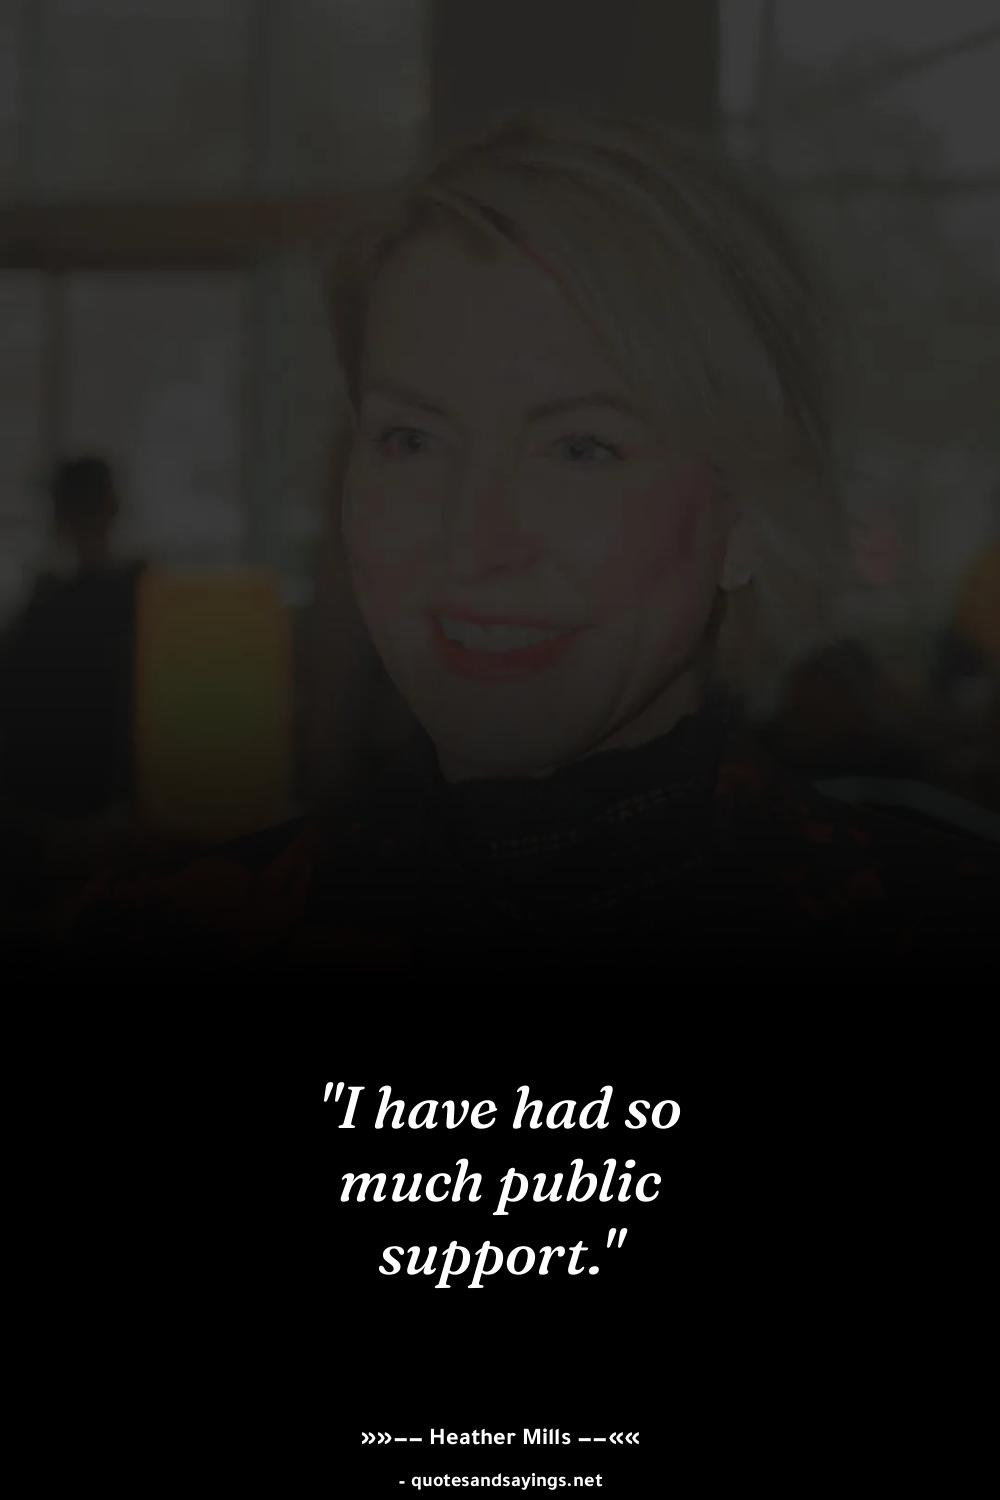 "I have had so
much public
support."
»»−− Heather Mills −−««
- quotesandsayings.net